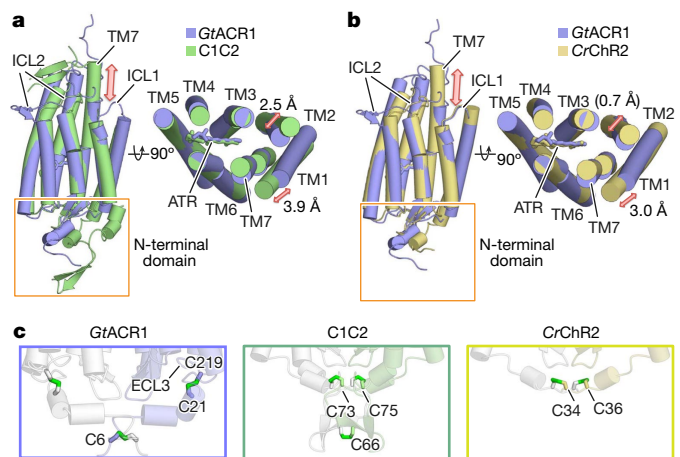 a
GtACR1
C1C2
TM7
ICL2
ICL1
TM5
TM4
TM3
2.5 Å
TM2
90º
ATR
TM6
TM7
TM1
3.9 Å
N-terminal
domain
b
GtACR1
CrChR2
TM7
ICL2
ICL1
TM5
TM4
TM3
(0.7 Å)
TM2
90º
ATR
TM6
TM7
TM1
3.0 Å
N-terminal
domain
c
GtACR1
C1C2
CrChR2
ECL3
C219
C21
C6
C73
C75
C66
C34
C36